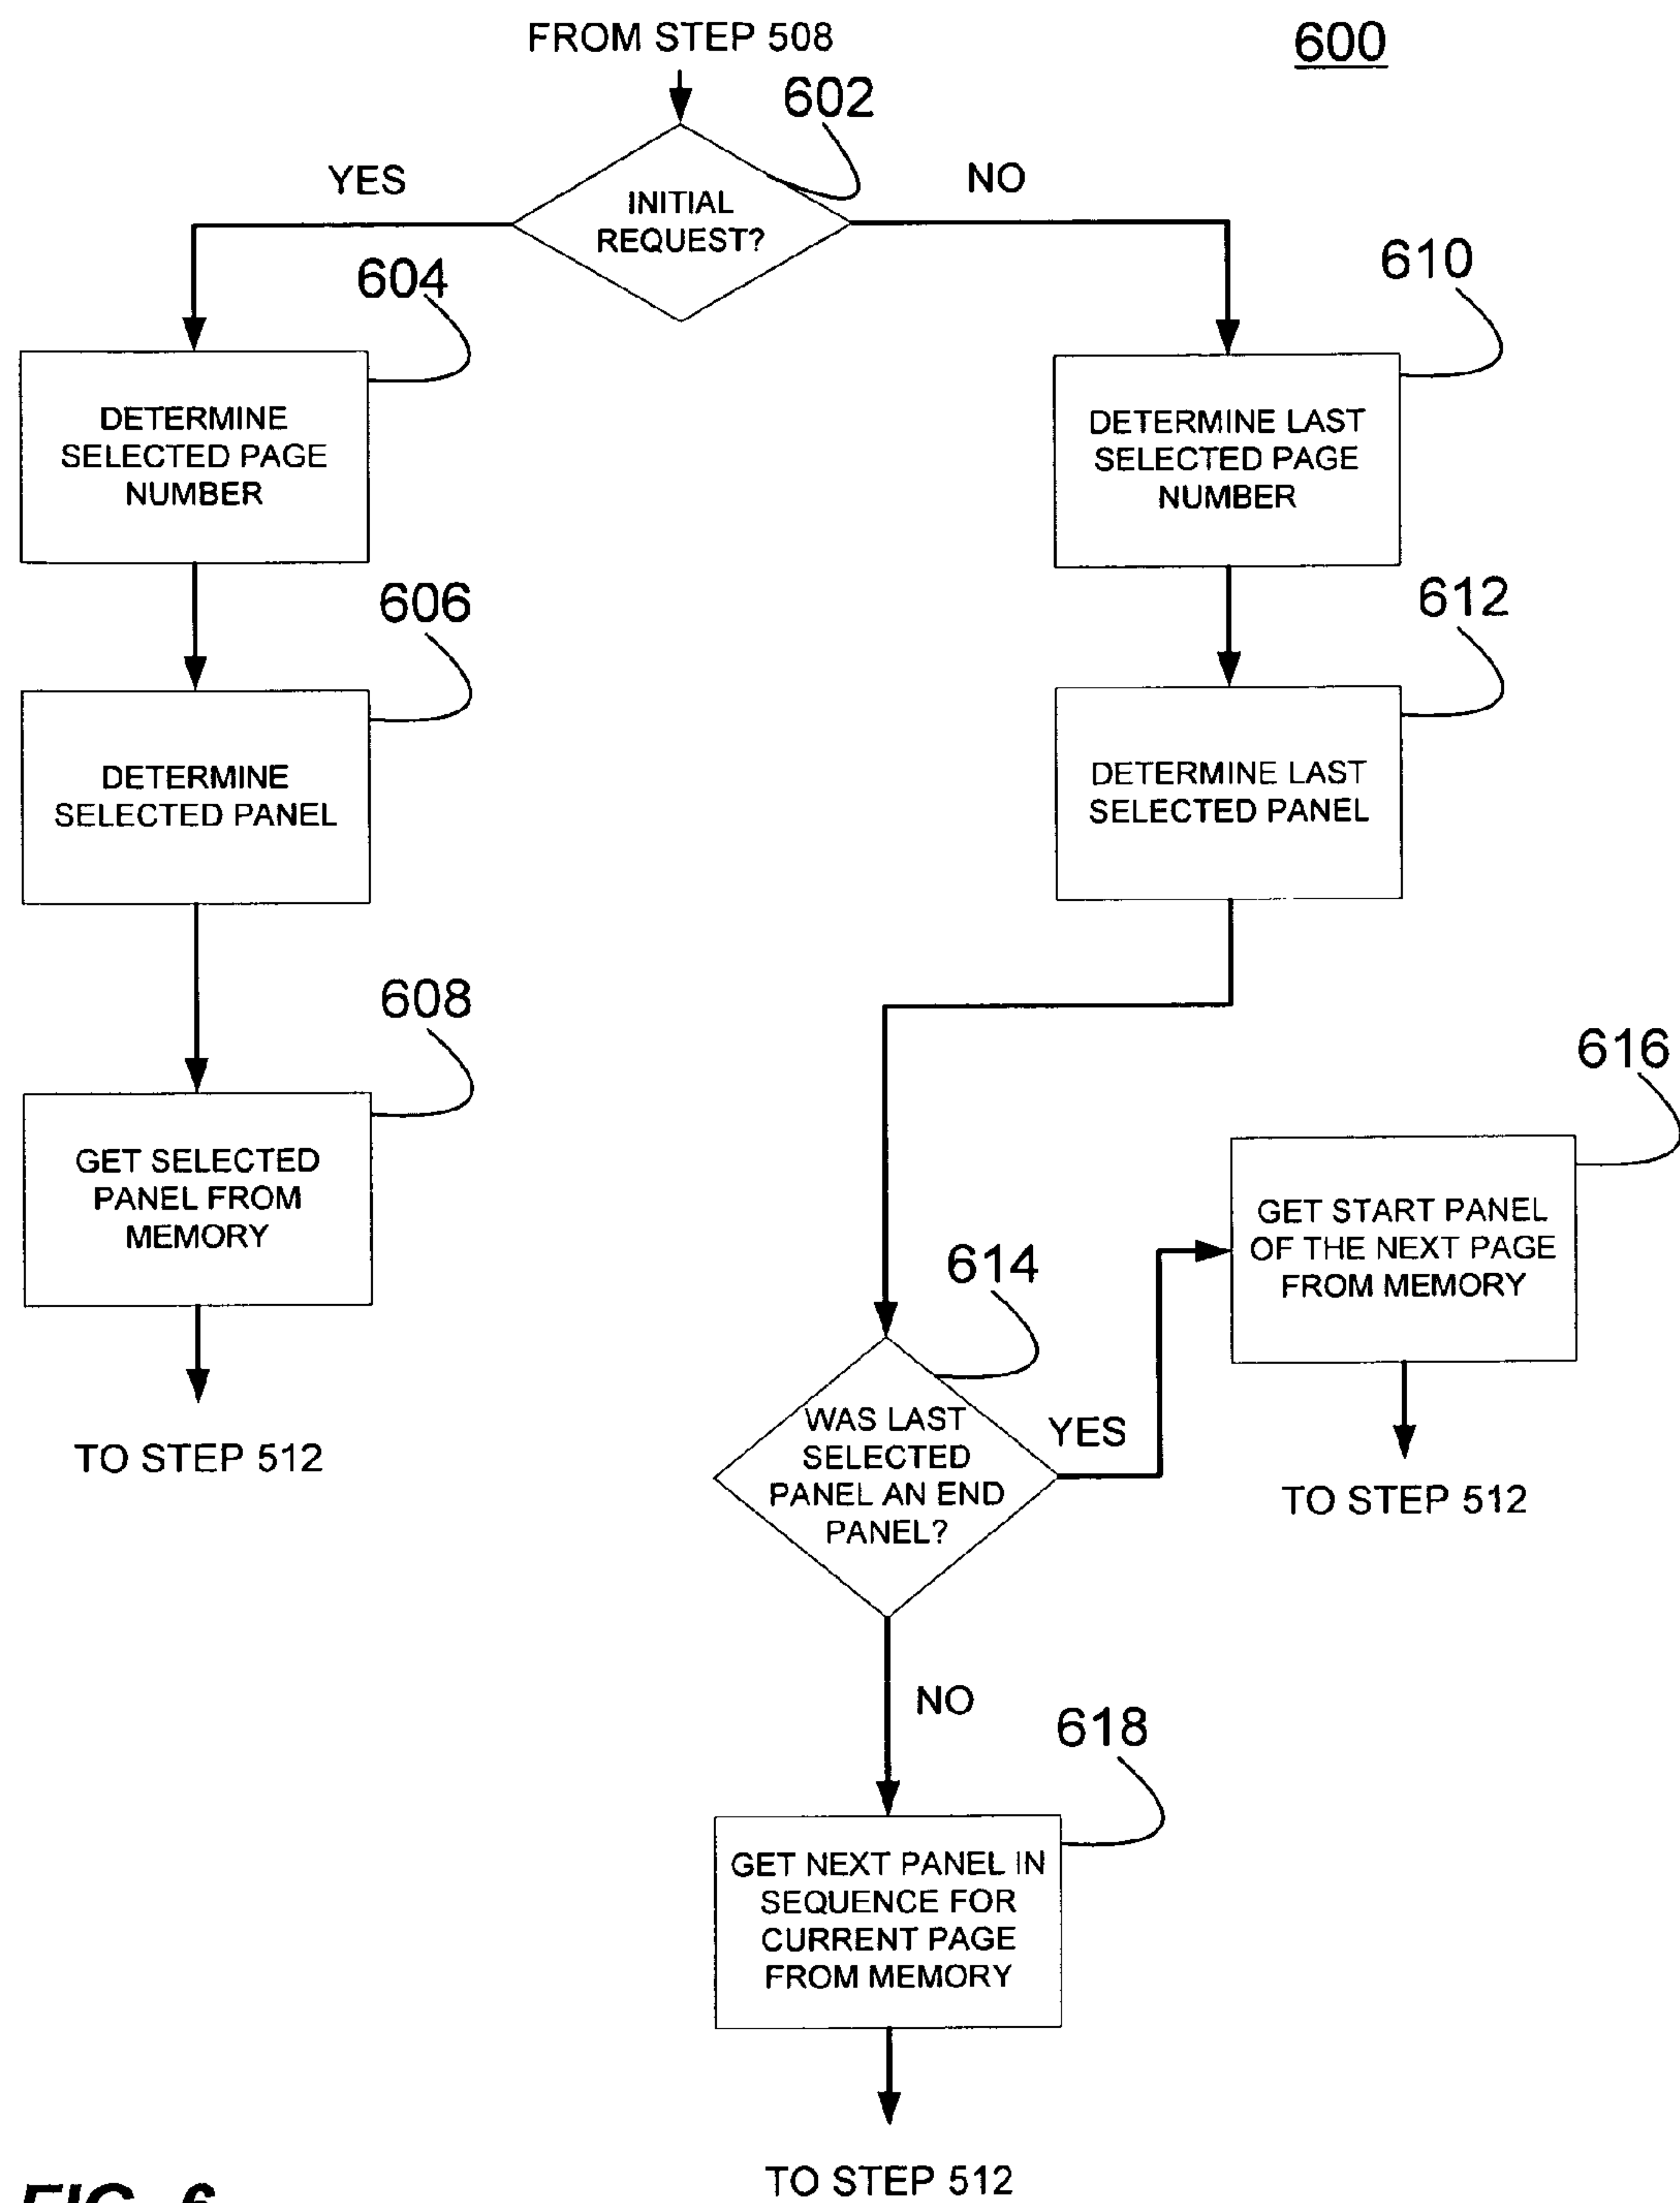 FROM STEP 508
600
602
YES
NO
INITIAL
REQUEST?
604
610
DETERMINE
SELECTED PAGE
NUMBER
DETERMINE LAST
SELECTED PAGE
NUMBER
606
612
DETERMINE
SELECTED PANEL
DETERMINE LAST
SELECTED PANEL
608
616
GET SELECTED
PANEL FROM
MEMORY
GET START PANEL
OF THE NEXT PAGE
FROM MEMORY
614
WAS LAST
SELECTED
PANEL AN END
PANEL?
YES
TO STEP 512
TO STEP 512
NO
618
GET NEXT PANEL IN
SEQUENCE FOR
CURRENT PAGE
FROM MEMORY
TO STEP 512
FIG. 6